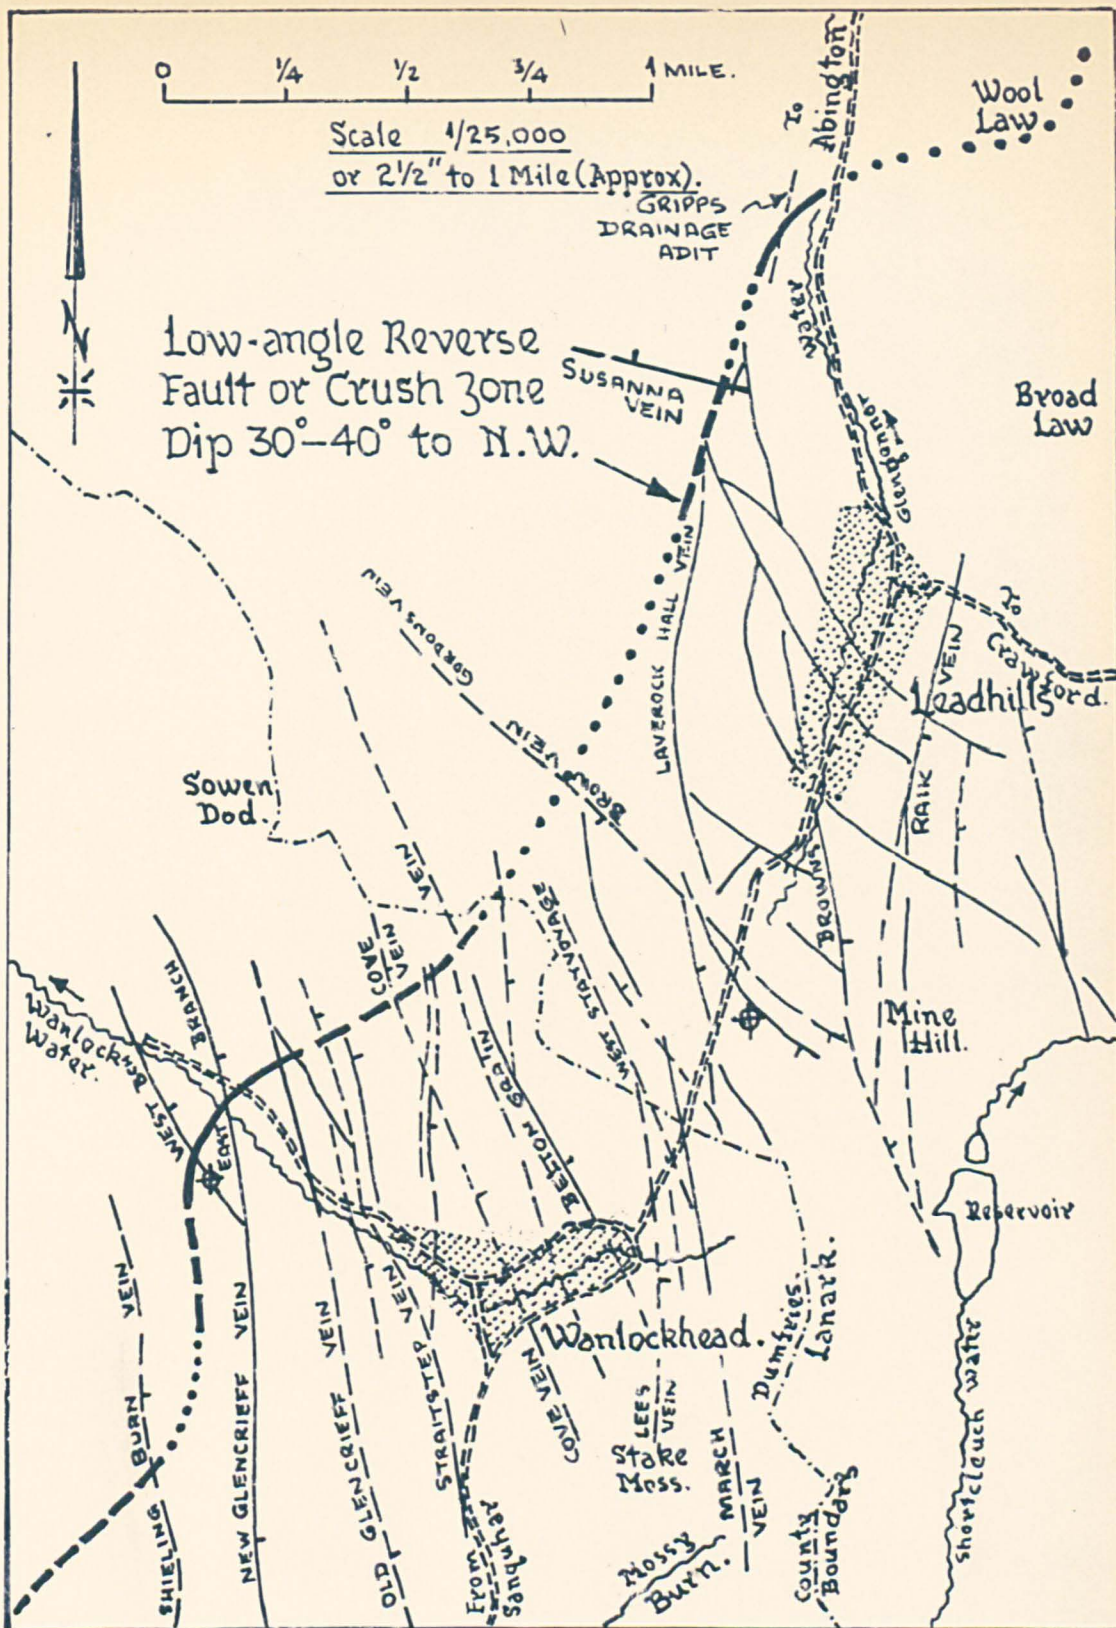 0 1/4 1/2 3/4 1 MILE.
Scale 1/25,000
or 2 1/2" to 1 Mile (Approx).
To
Abington
Wool
Law
GRIPPS
DRAINAGE
ADIT
N
Low-angle Reverse
Fault or Crush Zone
Dip 30°–40° to N.W.
SUSANNA
VEIN
Water
Glengonnar
Broad
Law
To
Crawford.
Leadhills
GORDONS VEIN
BROW VEIN
LAVEROCK HALL VEIN
RAIK VEIN
BROWNS
Sowen
Dod.
COVE
VEIN
VEIN
WEST STAYVOYAGE
BELTON GRAIN
Wanlock
Water.
WEST
EAST
BRANCH
Mine
Hill.
Reservoir
Wanlockhead.
SHIELING BURN VEIN
NEW GLENCRIEFF VEIN
OLD GLENCRIEFF VEIN
STRAITSTEP VEIN
COVE VEIN
LEES
VEIN
Stake
Moss.
MARCH
VEIN
Dumfries.
Lanark.
County
Boundary
Shortcleuch water
From
Sanquhar
Mossy
Burn.